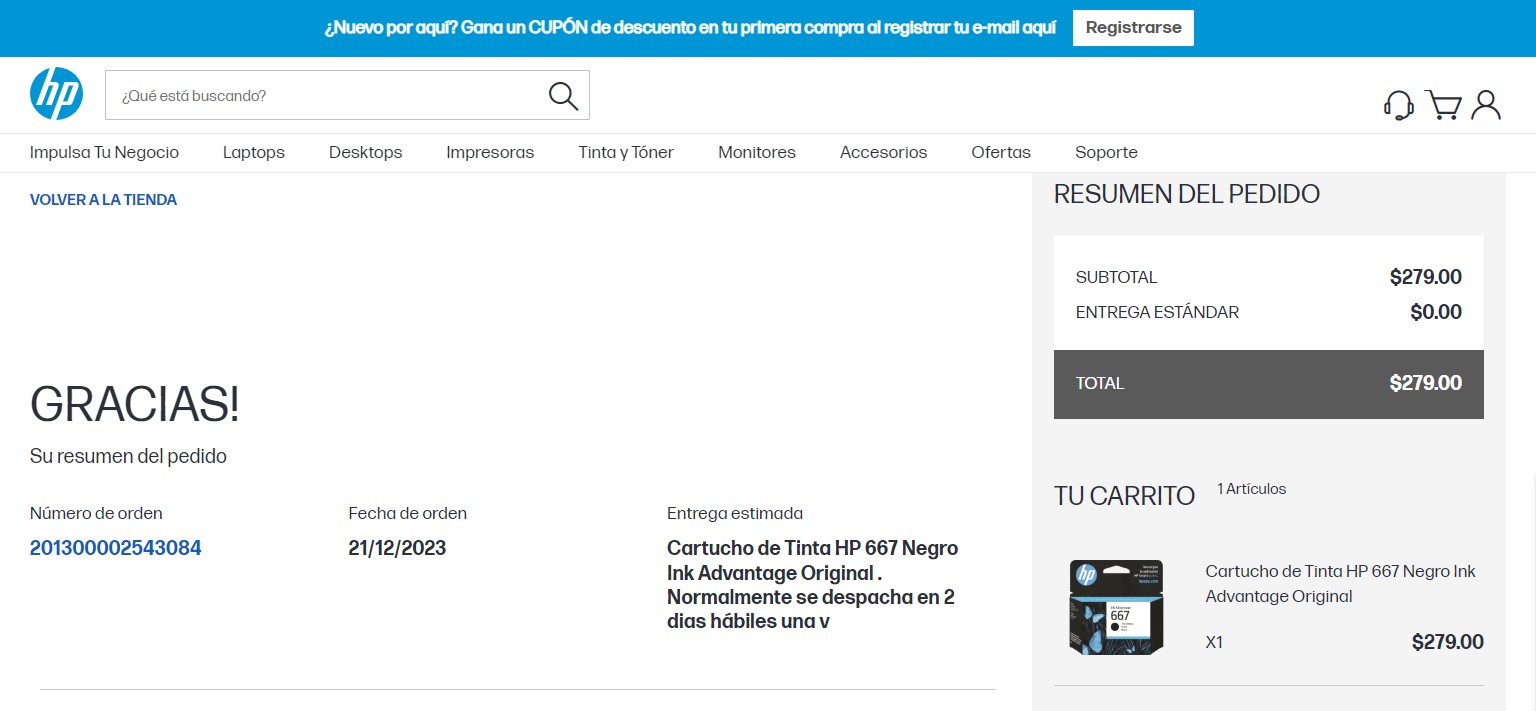 ¿Nuevo por aquí? Gana un CUPÓN de descuento en tu primera compra al registrar tu e-mail aquí
Registrarse
hp
¿Qué está buscando?
Impulsa Tu Negocio
Laptops
Desktops
Impresoras
Tinta y Tóner
Monitores
Accesorios
Ofertas
Soporte
VOLVER A LA TIENDA
GRACIAS!
Su resumen del pedido
Número de orden
201300002543084
Fecha de orden
21/12/2023
Entrega estimada
Cartucho de Tinta HP 667 Negro
Ink Advantage Original .
Normalmente se despacha en 2
dias hábiles una v
RESUMEN DEL PEDIDO
SUBTOTAL $279.00
ENTREGA ESTÁNDAR $0.00
TOTAL $279.00
TU CARRITO 1 Artículos
hp
Ink Advantage
667
Cartucho de Tinta HP 667 Negro Ink
Advantage Original
X1 $279.00